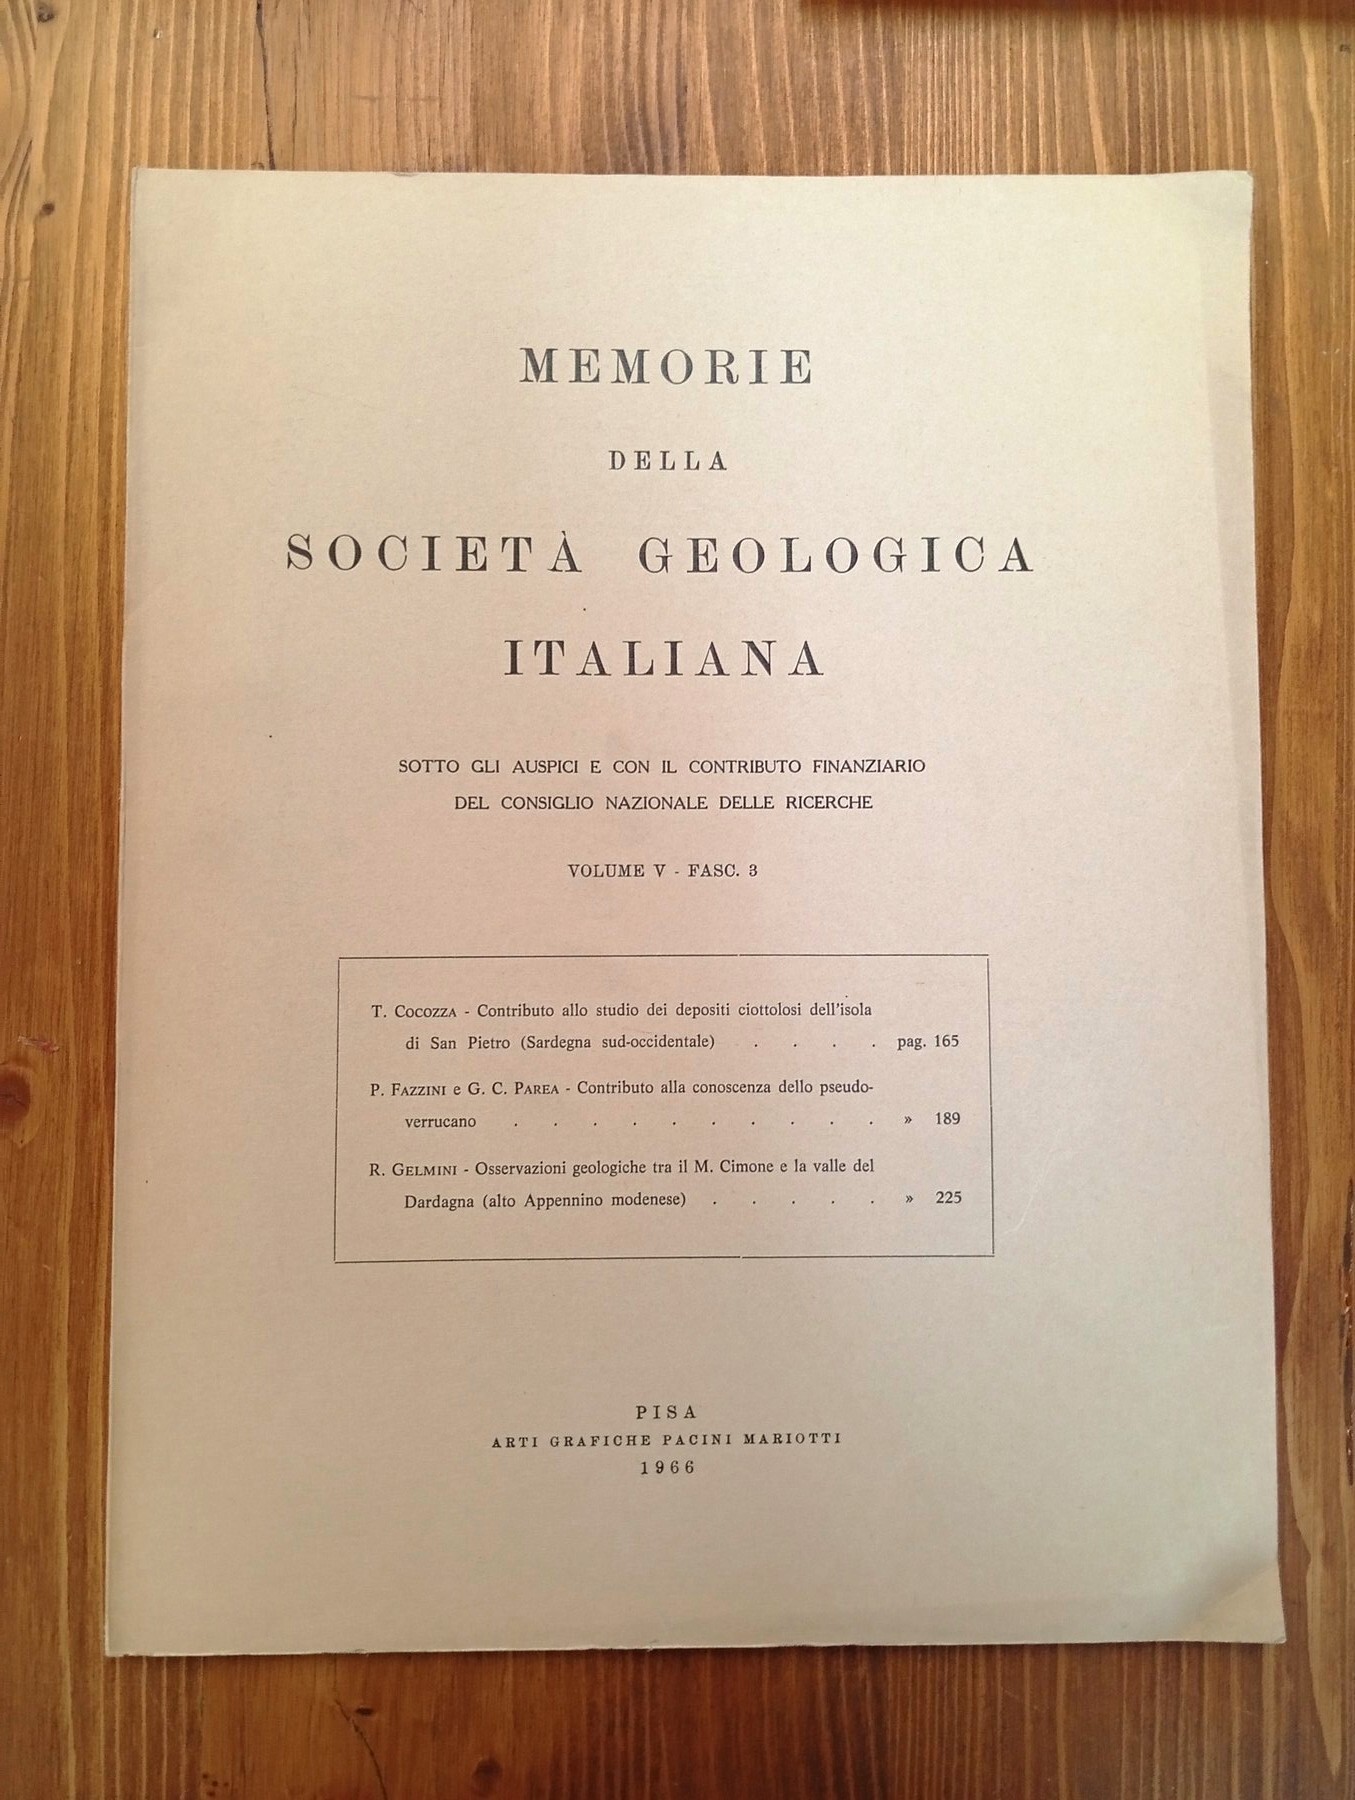 MEMORIE
DELLA
SOCIETÀ GEOLOGICA
ITALIANA
SOTTO GLI AUSPICI E CON IL CONTRIBUTO FINANZIARIO
DEL CONSIGLIO NAZIONALE DELLE RICERCHE
VOLUME V - FASC. 3
T. COCOZZA - Contributo allo studio dei depositi ciottolosi dell'isola
di San Pietro (Sardegna sud-occidentale) . . . . pag. 165
P. FAZZINI e G. C. PAREA - Contributo alla conoscenza dello pseudo-
verrucano . . . . . . . . . . » 189
R. GELMINI - Osservazioni geologiche tra il M. Cimone e la valle del
Dardagna (alto Appennino modenese) . . . . . » 225
PISA
ARTI GRAFICHE PACINI MARIOTTI
1966